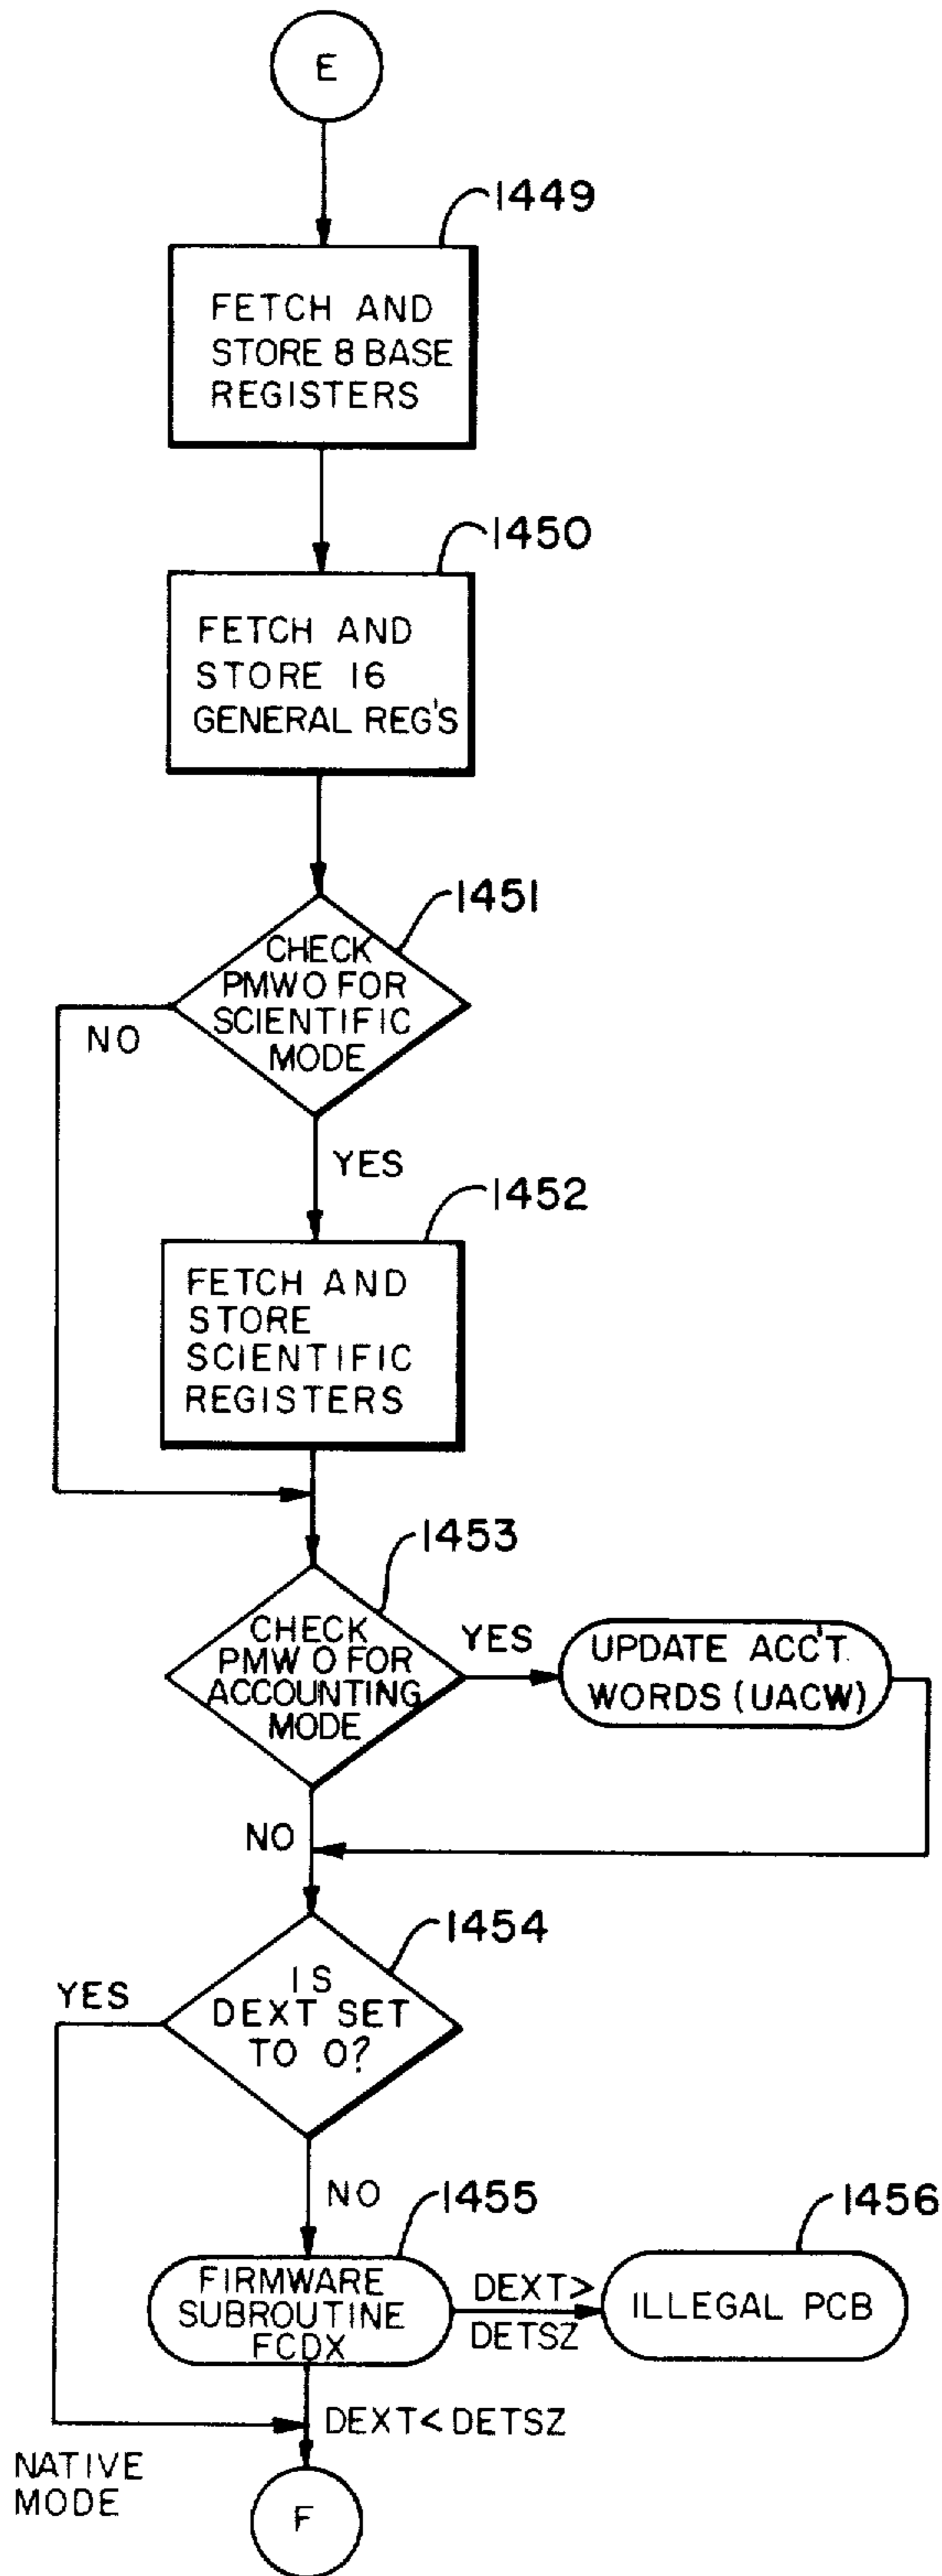 E
1449
FETCH AND
STORE 8 BASE
REGISTERS
1450
FETCH AND
STORE 16
GENERAL REG'S
1451
CHECK
PMW0 FOR
SCIENTIFIC
MODE
NO
YES
1452
FETCH AND
STORE
SCIENTIFIC
REGISTERS
1453
CHECK
PMW 0 FOR
ACCOUNTING
MODE
YES
UPDATE ACC'T.
WORDS (UACW)
NO
1454
IS
DEXT SET
TO 0?
YES
NO
1455
FIRMWARE
SUBROUTINE
FCDX
DEXT>
DETSZ
1456
ILLEGAL PCB
DEXT<DETSZ
NATIVE
MODE
F